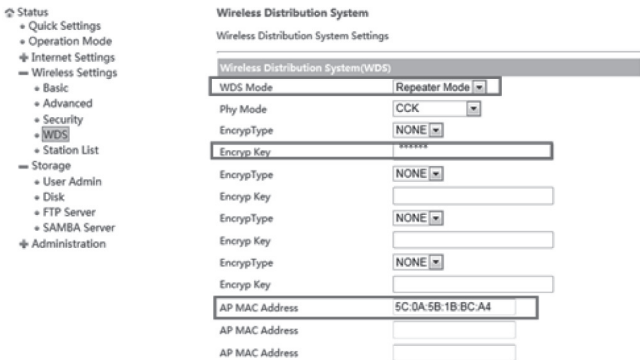 Status
Quick Settings
Operation Mode
Internet Settings
Wireless Settings
Basic
Advanced
Security
WDS
Station List
Storage
User Admin
Disk
FTP Server
SAMBA Server
Administration
Wireless Distribution System
Wireless Distribution System Settings
Wireless Distribution System(WDS)
WDS Mode Repeater Mode
Phy Mode CCK
EncrypType NONE
Encryp Key ******
EncrypType NONE
Encryp Key
EncrypType NONE
Encryp Key
EncrypType NONE
Encryp Key
AP MAC Address 5C:0A:5B:1B:BC:A4
AP MAC Address
AP MAC Address